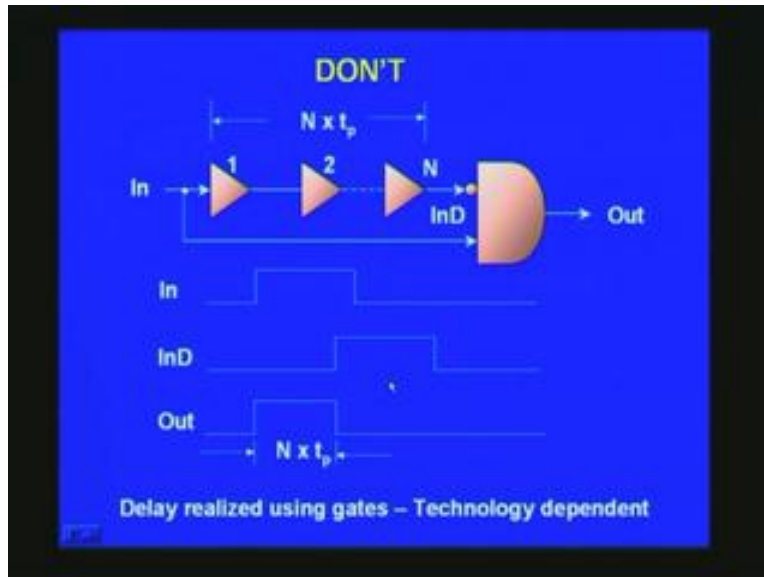 DON'T
N x tp
1 2 N
In InD Out
In
InD
Out
N x tp
Delay realized using gates – Technology dependent